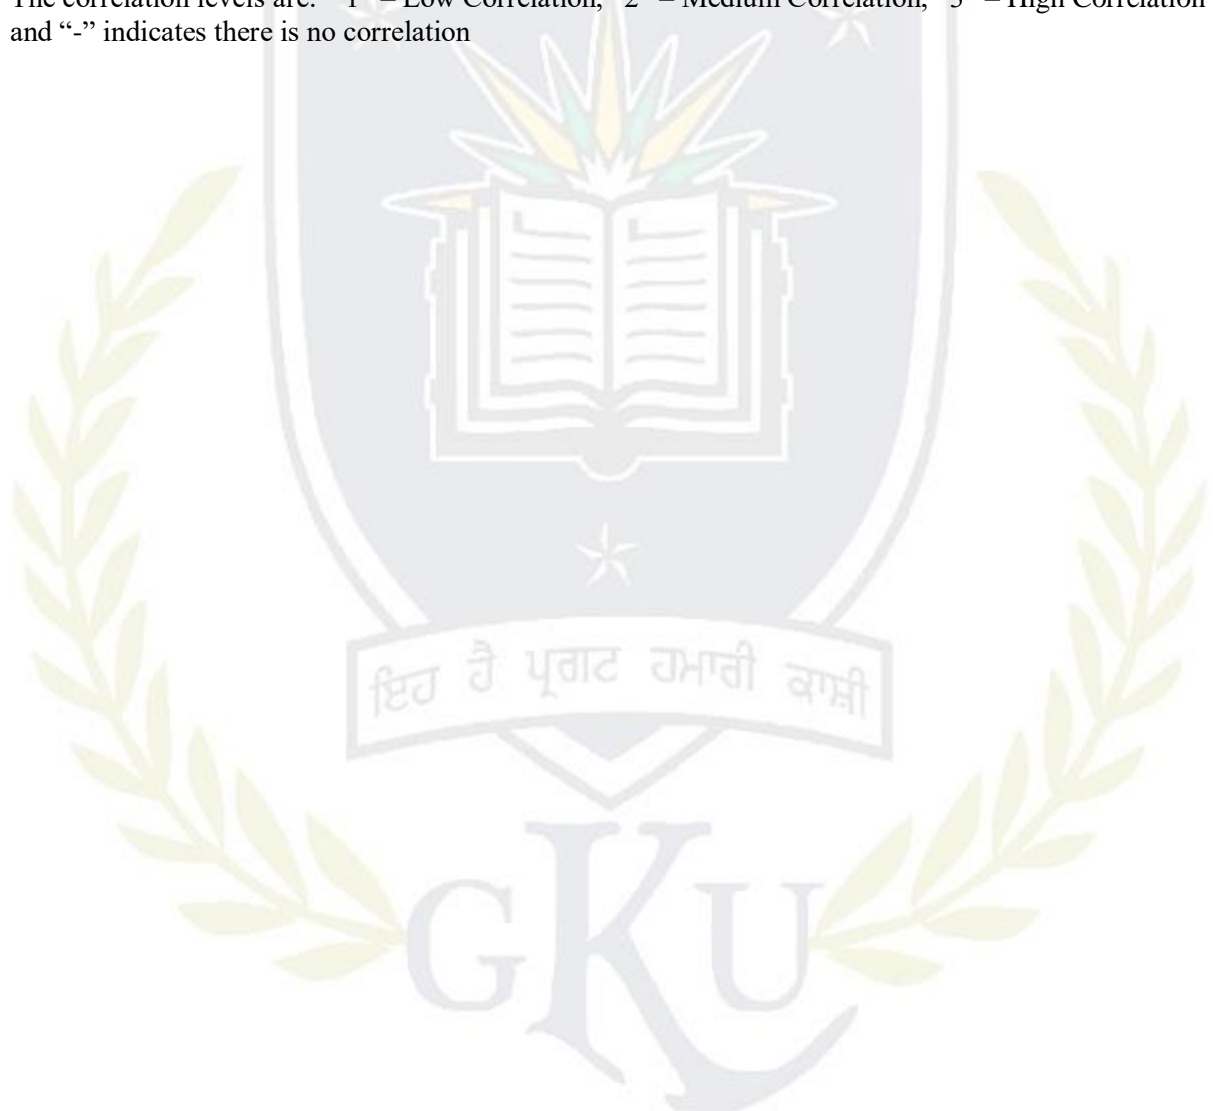 The correlation levels are: “1” – Low Correlation, “2” – Medium Correlation, “3” – High Correlation
and “-” indicates there is no correlation
ਇਹ ਹੈ ਪ੍ਰਗਟ ਹਮਾਰੀ ਕਾਸ਼ੀ
GKU